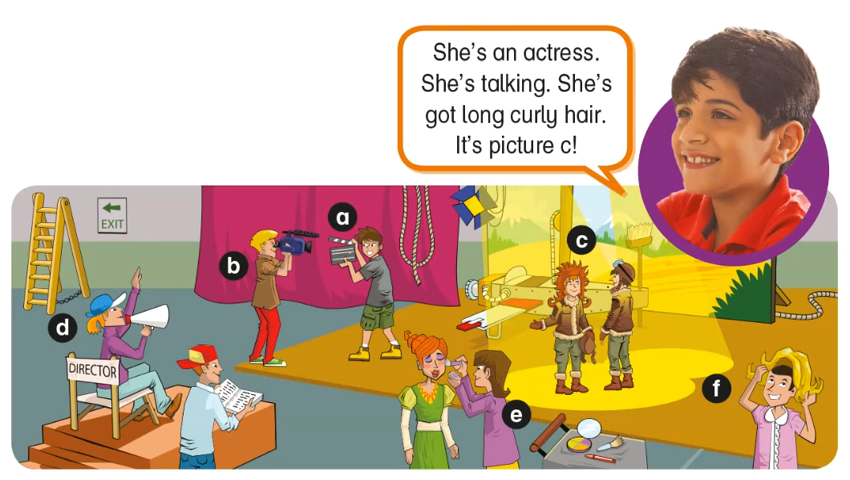 She's an actress.
She's talking. She's
got long curly hair.
It's picture c!
EXIT
a
b
c
d
DIRECTOR
e
f